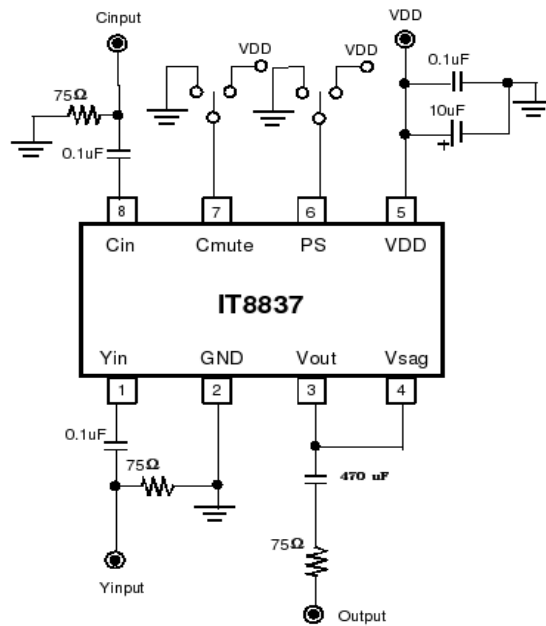 Cinput
VDD
VDD
VDD
75Ω
0.1uF
10uF
+
0.1uF
8
7
6
5
Cin
Cmute
PS
VDD
IT8837
Yin
GND
Vout
Vsag
1
2
3
4
0.1uF
75Ω
470 uF
75Ω
Yinput
Output